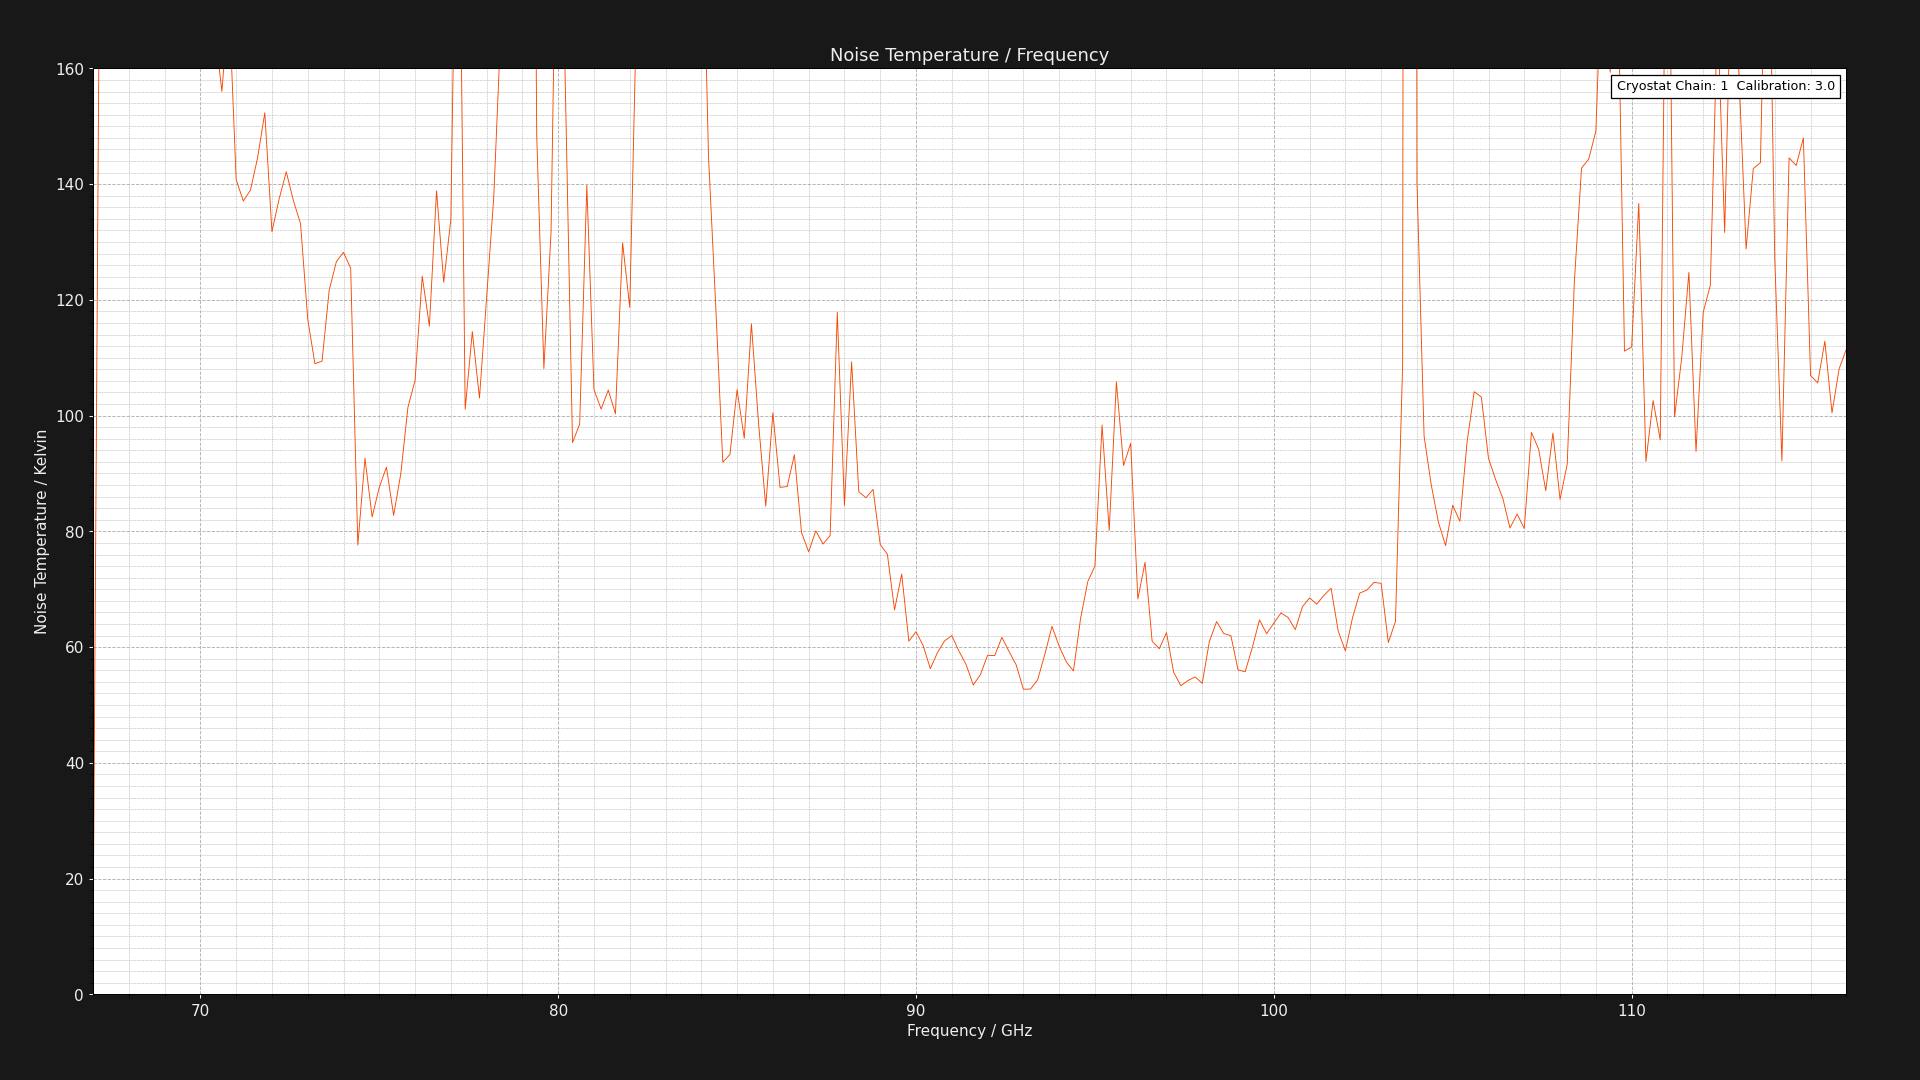 Noise Temperature / Frequency
Cryostat Chain: 1  Calibration: 3.0
160
140
120
100
80
60
40
20
0
Noise Temperature / Kelvin
70 80 90 100 110
Frequency / GHz